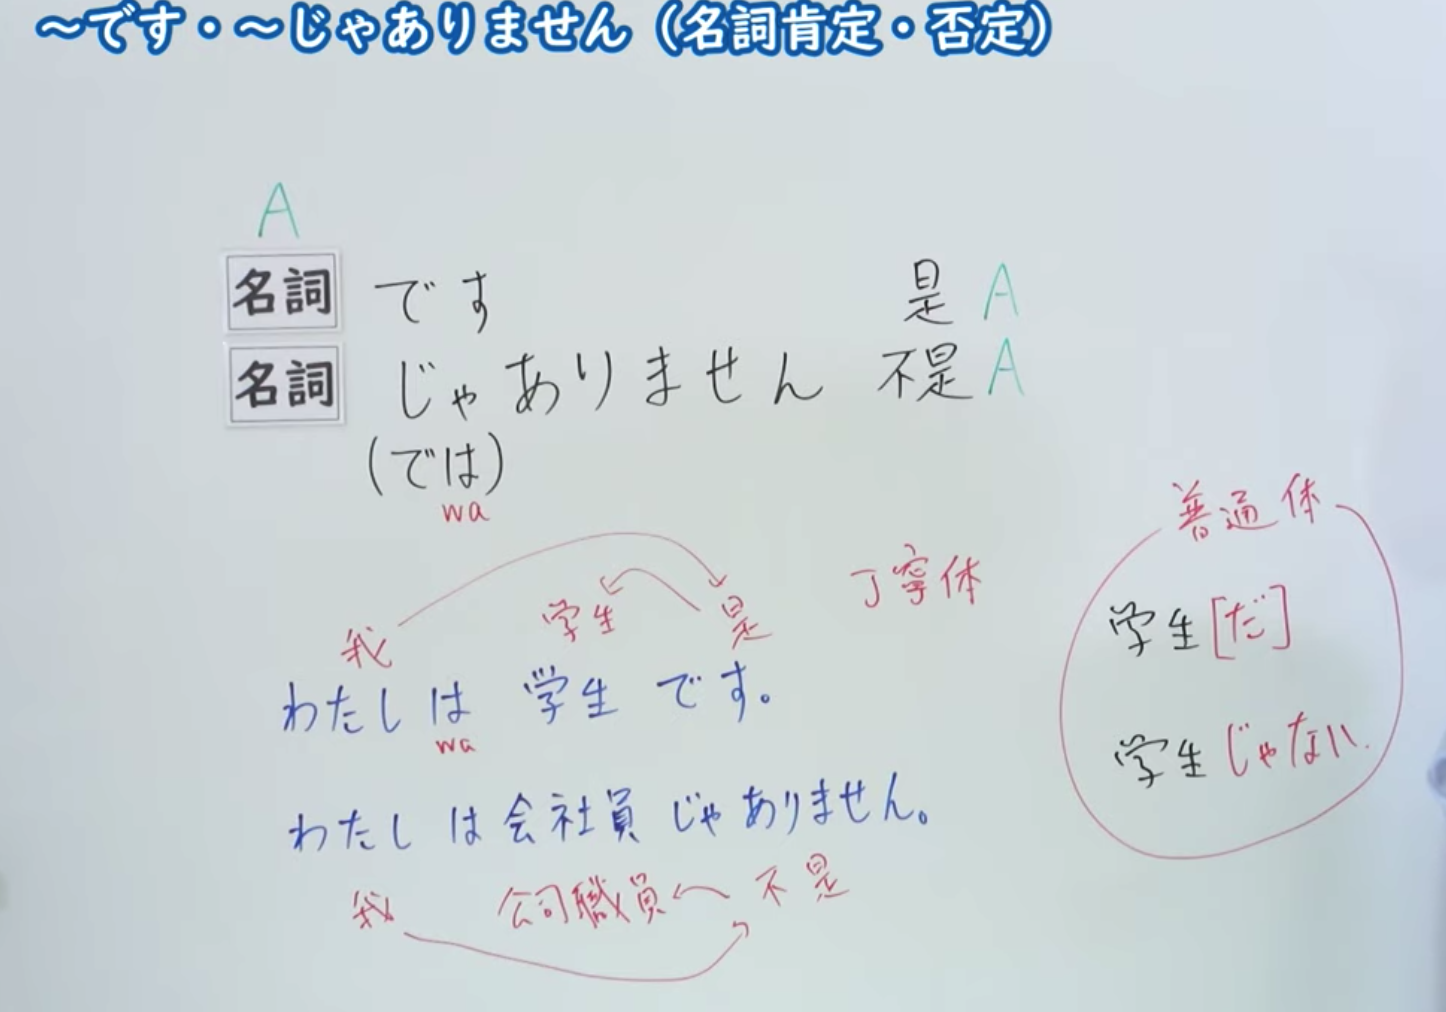 ～です・～じゃありません（名詞肯定・否定）
A
名詞 です 是 A
名詞 じゃありません 不是 A
(では)
wa
普通体
丁寧体
学生[だ]
学生じゃない
我 学生 是
わたしは 学生 です。
wa
わたしは会社員じゃありません。
我 公司職員 不是